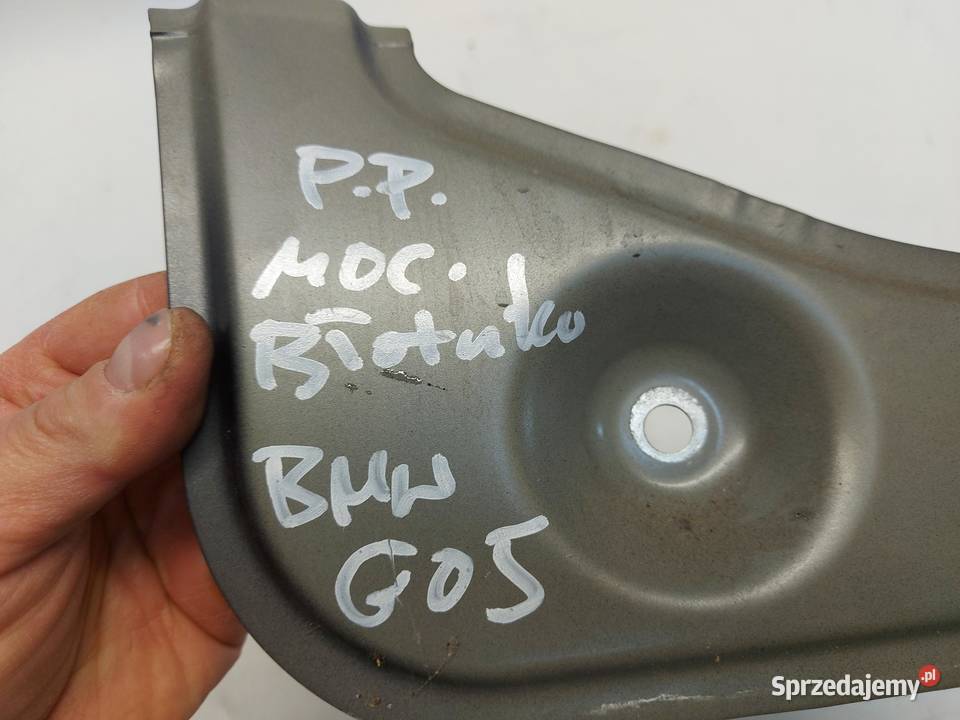 P.P.
MOC.
Błotnika
BMW
G05
Sprzedajemy.pl